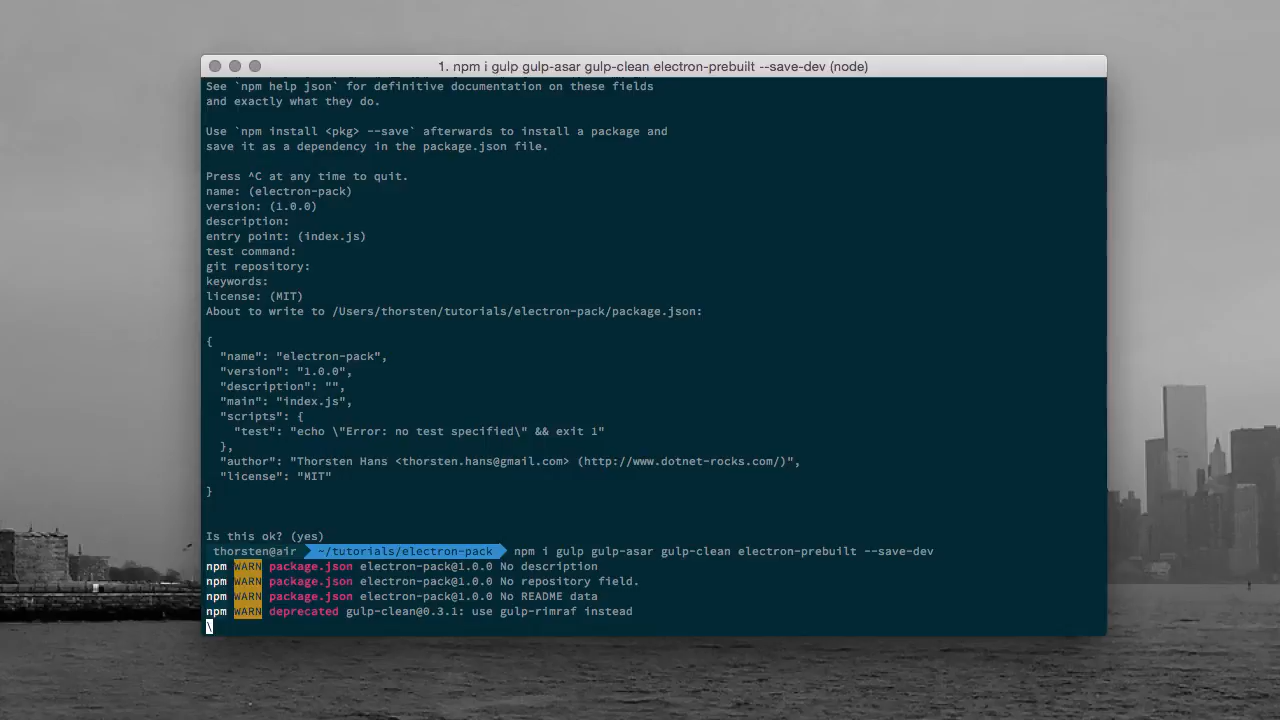 1. npm i gulp gulp-asar gulp-clean electron-prebuilt --save-dev (node)
See `npm help json` for definitive documentation on these fields
and exactly what they do.
Use `npm install <pkg> --save` afterwards to install a package and
save it as a dependency in the package.json file.
Press ^C at any time to quit.
name: (electron-pack)
version: (1.0.0)
description:
entry point: (index.js)
test command:
git repository:
keywords:
license: (MIT)
About to write to /Users/thorsten/tutorials/electron-pack/package.json:
{
  "name": "electron-pack",
  "version": "1.0.0",
  "description": "",
  "main": "index.js",
  "scripts": {
    "test": "echo \"Error: no test specified\" && exit 1"
  },
  "author": "Thorsten Hans <thorsten.hans@gmail.com> (http://www.dotnet-rocks.com/)",
  "license": "MIT"
}
Is this ok? (yes)
thorsten@air ~/tutorials/electron-pack npm i gulp gulp-asar gulp-clean electron-prebuilt --save-dev
npm WARN package.json electron-pack@1.0.0 No description
npm WARN package.json electron-pack@1.0.0 No repository field.
npm WARN package.json electron-pack@1.0.0 No README data
npm WARN deprecated gulp-clean@0.3.1: use gulp-rimraf instead
\